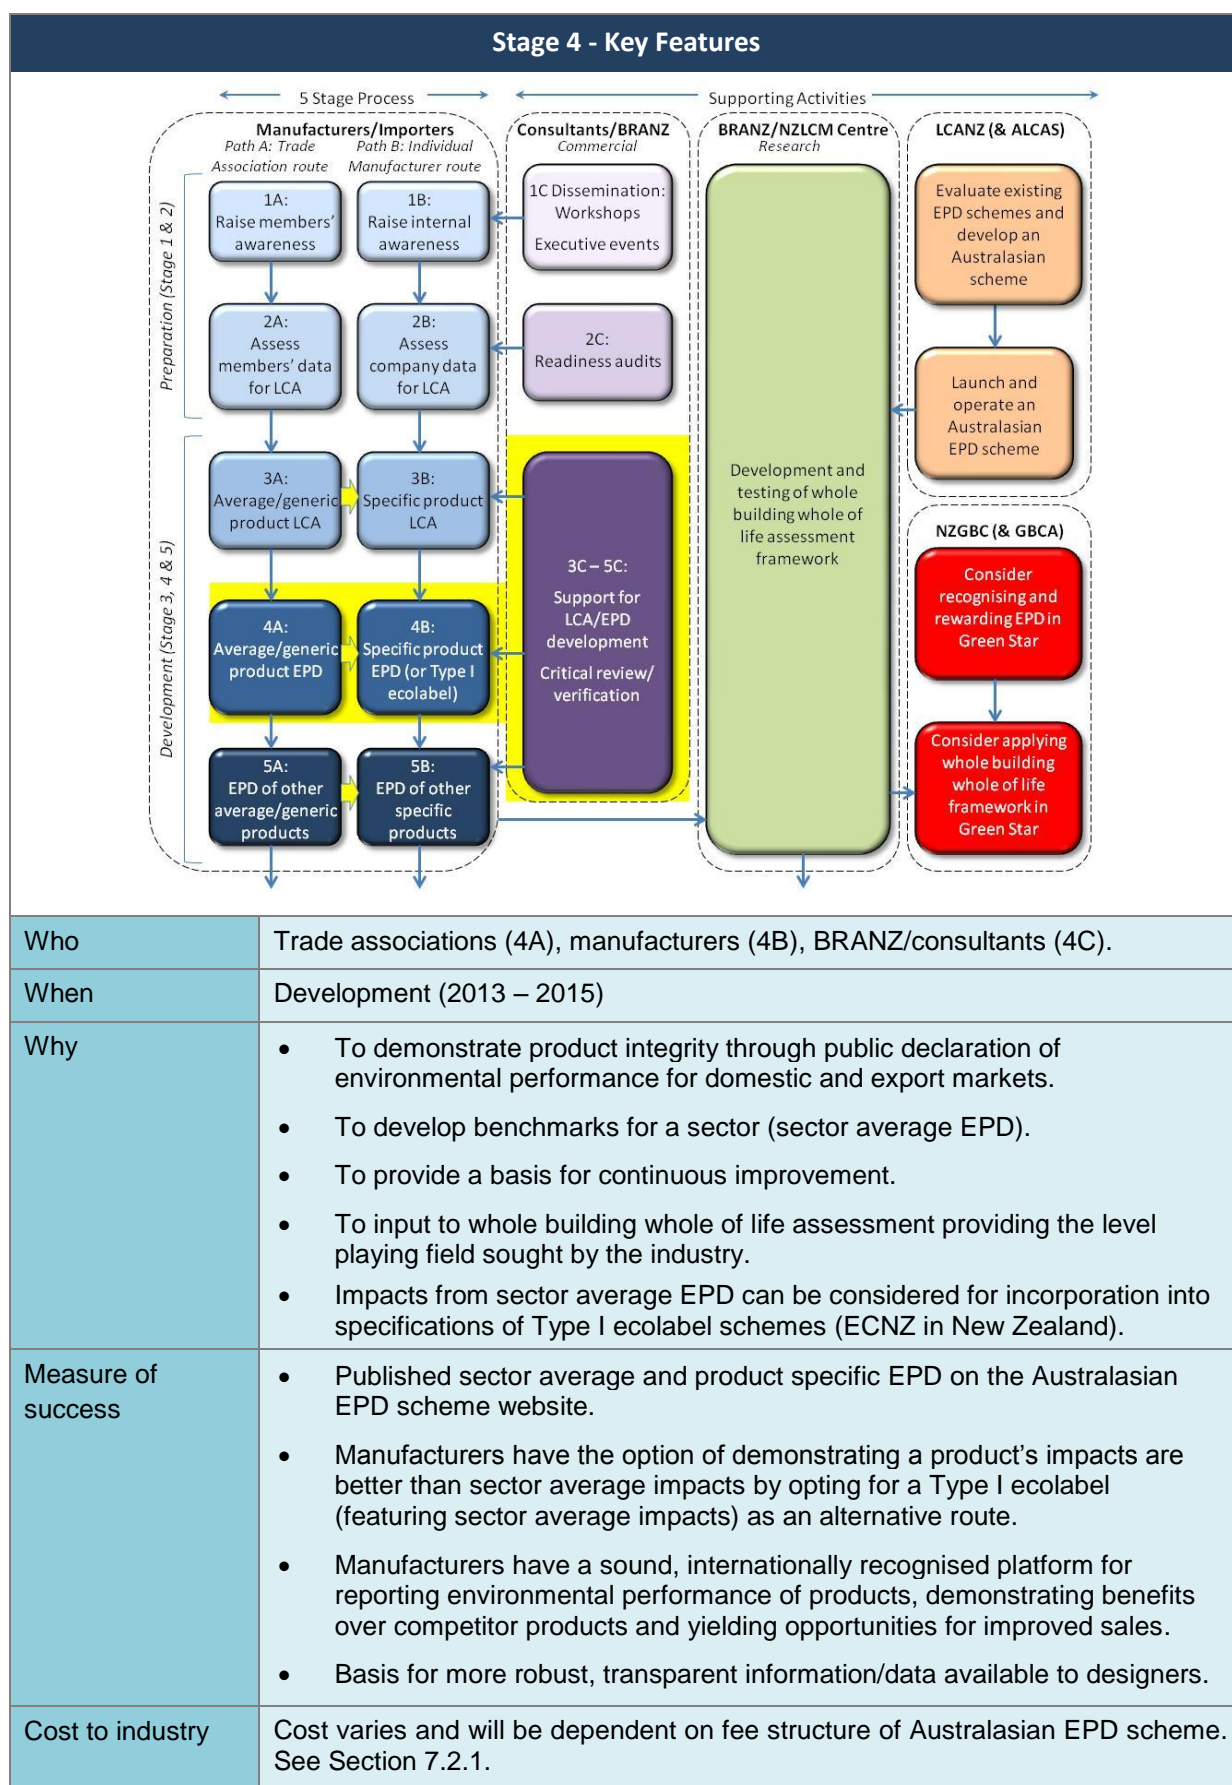 Stage 4 - Key Features
5 Stage Process
Supporting Activities
Manufacturers/Importers
Path A: Trade
Association route
Path B: Individual
Manufacturer route
Consultants/BRANZ
Commercial
BRANZ/NZLCM Centre
Research
LCANZ (& ALCAS)
Preparation (Stage 1 & 2)
1A:
Raise members'
awareness
1B:
Raise internal
awareness
1C Dissemination:
Workshops
Executive events
Evaluate existing
EPD schemes and
develop an
Australasian
scheme
2A:
Assess
members' data
for LCA
2B:
Assess
company data
for LCA
2C:
Readiness audits
Launch and
operate an
Australasian
EPD scheme
Development (Stage 3, 4 & 5)
3A:
Average/generic
product LCA
3B:
Specific product
LCA
3C – 5C:
Support for
LCA/EPD
development
Critical review/
verification
Development and
testing of whole
building whole of
life assessment
framework
NZGBC (& GBCA)
Consider
recognising and
rewarding EPD in
Green Star
4A:
Average/generic
product EPD
4B:
Specific product
EPD (or Type I
ecolabel)
5A:
EPD of other
average/generic
products
5B:
EPD of other
specific
products
Consider applying
whole building
whole of life
framework in
Green Star
Who
Trade associations (4A), manufacturers (4B), BRANZ/consultants (4C).
When
Development (2013 – 2015)
Why
• To demonstrate product integrity through public declaration of
environmental performance for domestic and export markets.
• To develop benchmarks for a sector (sector average EPD).
• To provide a basis for continuous improvement.
• To input to whole building whole of life assessment providing the level
playing field sought by the industry.
• Impacts from sector average EPD can be considered for incorporation into
specifications of Type I ecolabel schemes (ECNZ in New Zealand).
Measure of
success
• Published sector average and product specific EPD on the Australasian
EPD scheme website.
• Manufacturers have the option of demonstrating a product's impacts are
better than sector average impacts by opting for a Type I ecolabel
(featuring sector average impacts) as an alternative route.
• Manufacturers have a sound, internationally recognised platform for
reporting environmental performance of products, demonstrating benefits
over competitor products and yielding opportunities for improved sales.
• Basis for more robust, transparent information/data available to designers.
Cost to industry
Cost varies and will be dependent on fee structure of Australasian EPD scheme.
See Section 7.2.1.